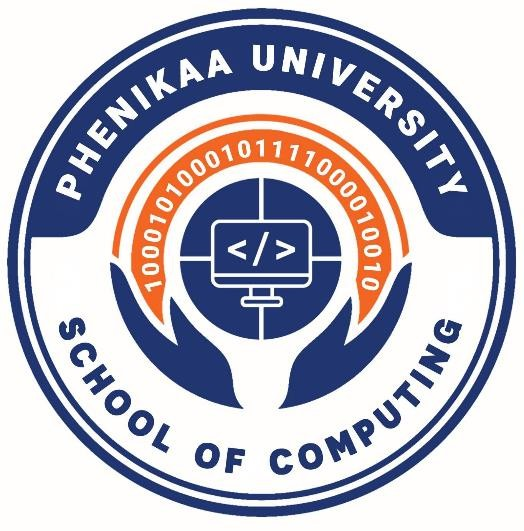 PHENIKAA UNIVERSITY
1000101000101111000010010
</>
SCHOOL OF COMPUTING